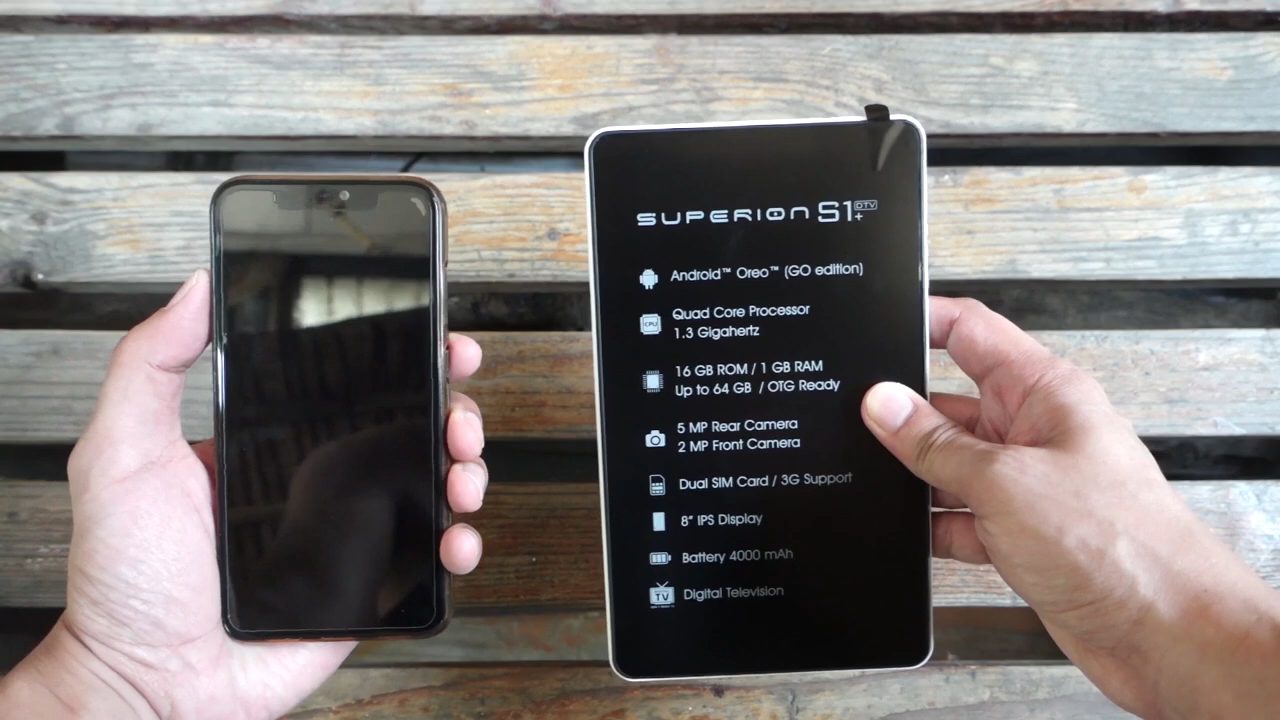 SUPERION S1+ DTV
Android™ Oreo™ (GO edition)
CPU
Quad Core Processor
1.3 Gigahertz
16 GB ROM / 1 GB RAM
Up to 64 GB / OTG Ready
5 MP Rear Camera
2 MP Front Camera
Dual SIM Card / 3G Support
8" IPS Display
Battery 4000 mAh
TV
Digital Television